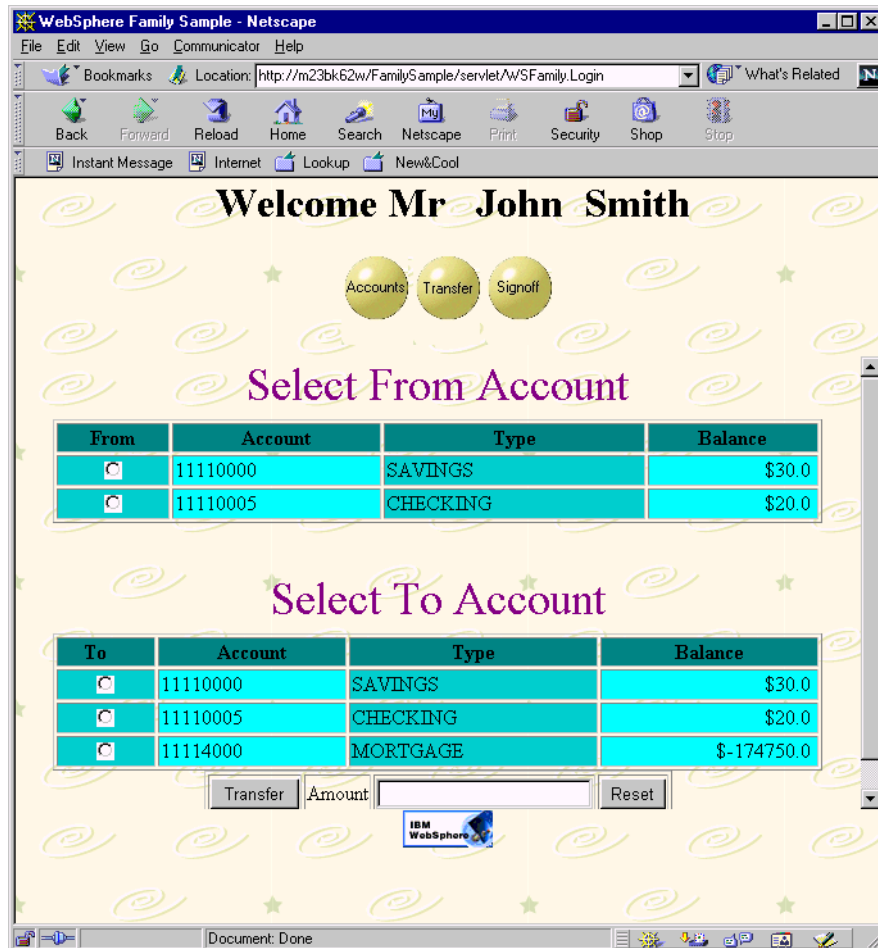 WebSphere Family Sample - Netscape
File Edit View Go Communicator Help
Bookmarks Location: http://m23bk62w/FamilySample/servlet/WSFamily.Login What's Related N
Back Forward Reload Home Search Netscape Print Security Shop Stop
Instant Message Internet Lookup New&Cool
Welcome Mr John Smith
Accounts Transfer Signoff
Select From Account
From Account Type Balance
11110000 SAVINGS $30.0
11110005 CHECKING $20.0
Select To Account
To Account Type Balance
11110000 SAVINGS $30.0
11110005 CHECKING $20.0
11114000 MORTGAGE $-174750.0
Transfer Amount Reset
IBM
WebSphere
Document: Done